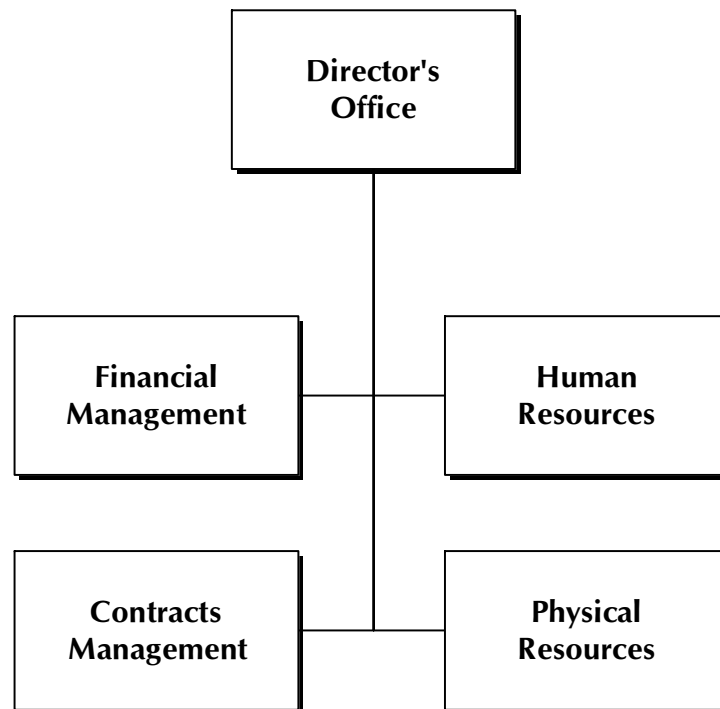 Director's
Office
Financial
Management
Human
Resources
Contracts
Management
Physical
Resources